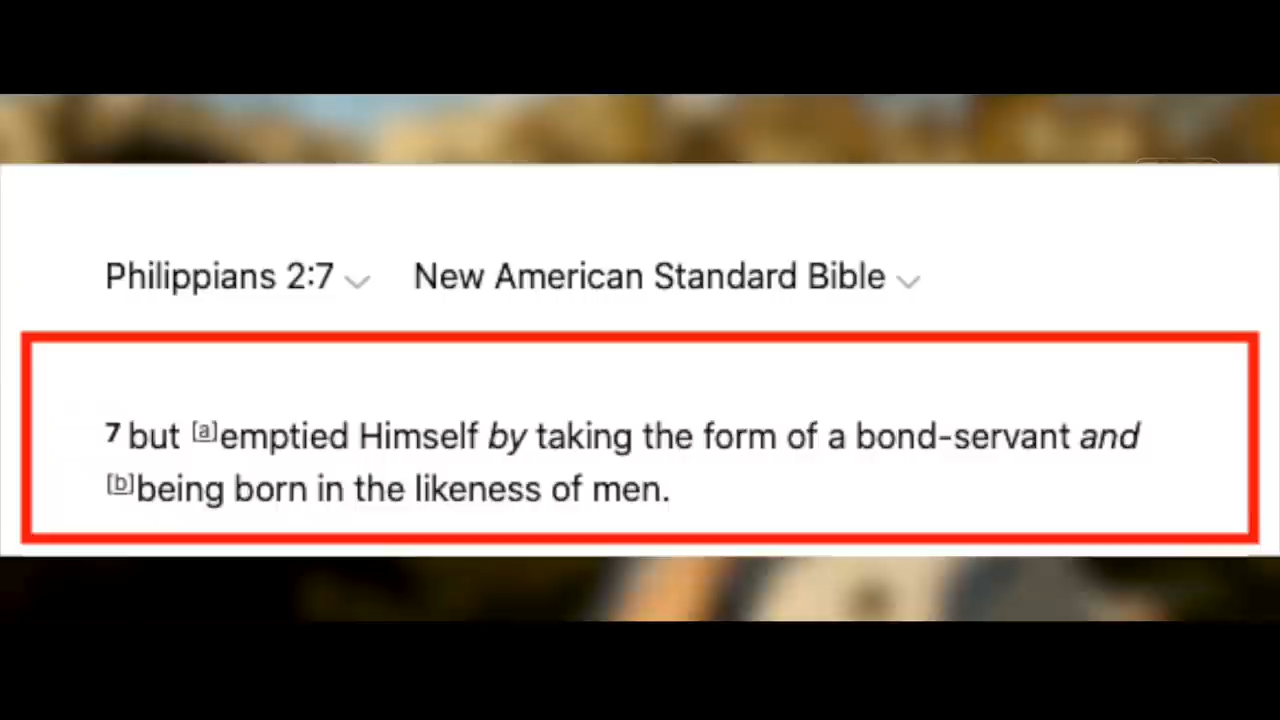 Philippians 2:7 New American Standard Bible
7 but [a]emptied Himself by taking the form of a bond-servant and
[b]being born in the likeness of men.